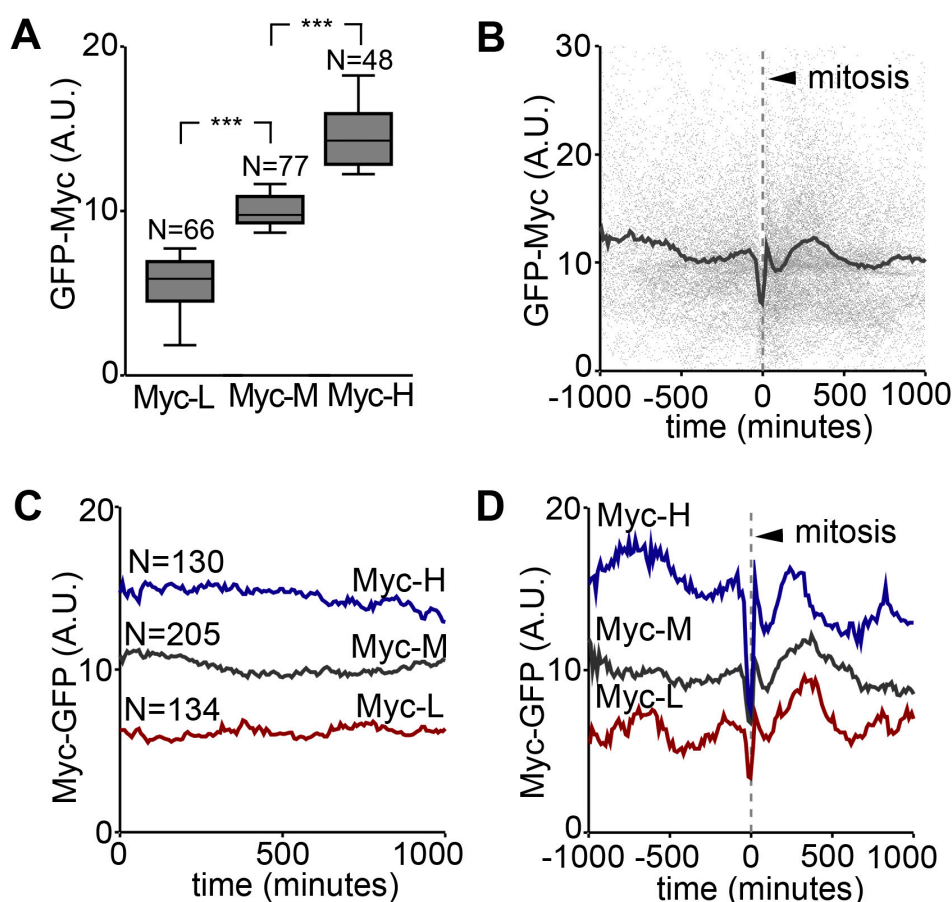 A
GFP-Myc (A.U.)
20
10
0
***
***
N=48
N=77
N=66
Myc-L
Myc-M
Myc-H
B
GFP-Myc (A.U.)
30
20
10
0
mitosis
-1000
-500
0
500
1000
time (minutes)
C
Myc-GFP (A.U.)
20
10
0
N=130
Myc-H
N=205
Myc-M
N=134
Myc-L
0
500
1000
time (minutes)
D
Myc-GFP (A.U.)
20
10
0
Myc-H
mitosis
Myc-M
Myc-L
-1000
-500
0
500
1000
time (minutes)